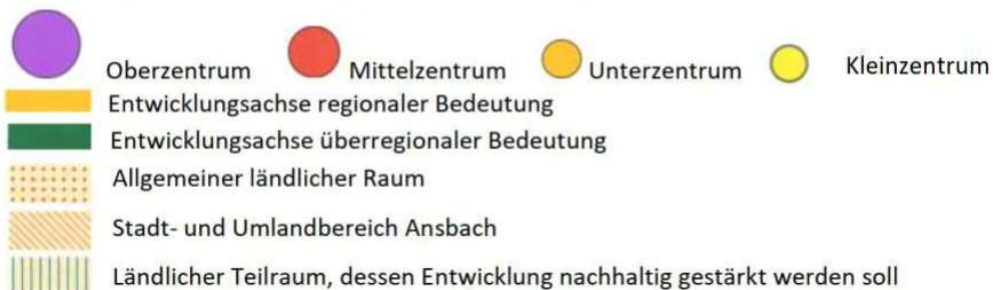 Oberzentrum Mittelzentrum Unterzentrum Kleinzentrum
Entwicklungsachse regionaler Bedeutung
Entwicklungsachse überregionaler Bedeutung
Allgemeiner ländlicher Raum
Stadt- und Umlandbereich Ansbach
Ländlicher Teilraum, dessen Entwicklung nachhaltig gestärkt werden soll